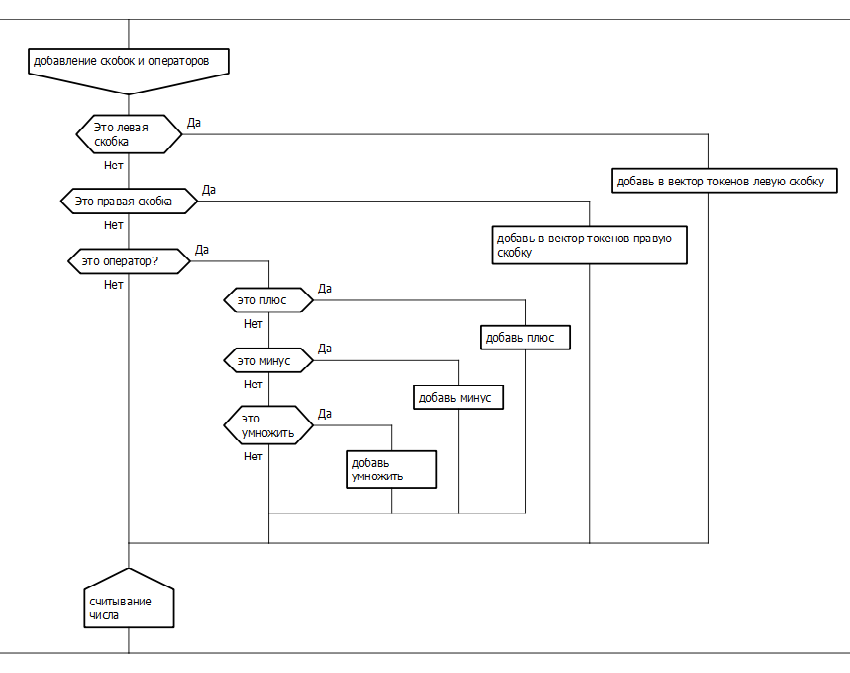 добавление скобок и операторов
Это левая
скобка
Да
Нет
добавь в вектор токенов левую скобку
Это правая скобка
Да
Нет
добавь в вектор токенов правую
скобку
это оператор?
Да
Нет
это плюс
Да
Нет
добавь плюс
это минус
Да
Нет
добавь минус
это
умножить
Да
Нет
добавь
умножить
считывание
числа